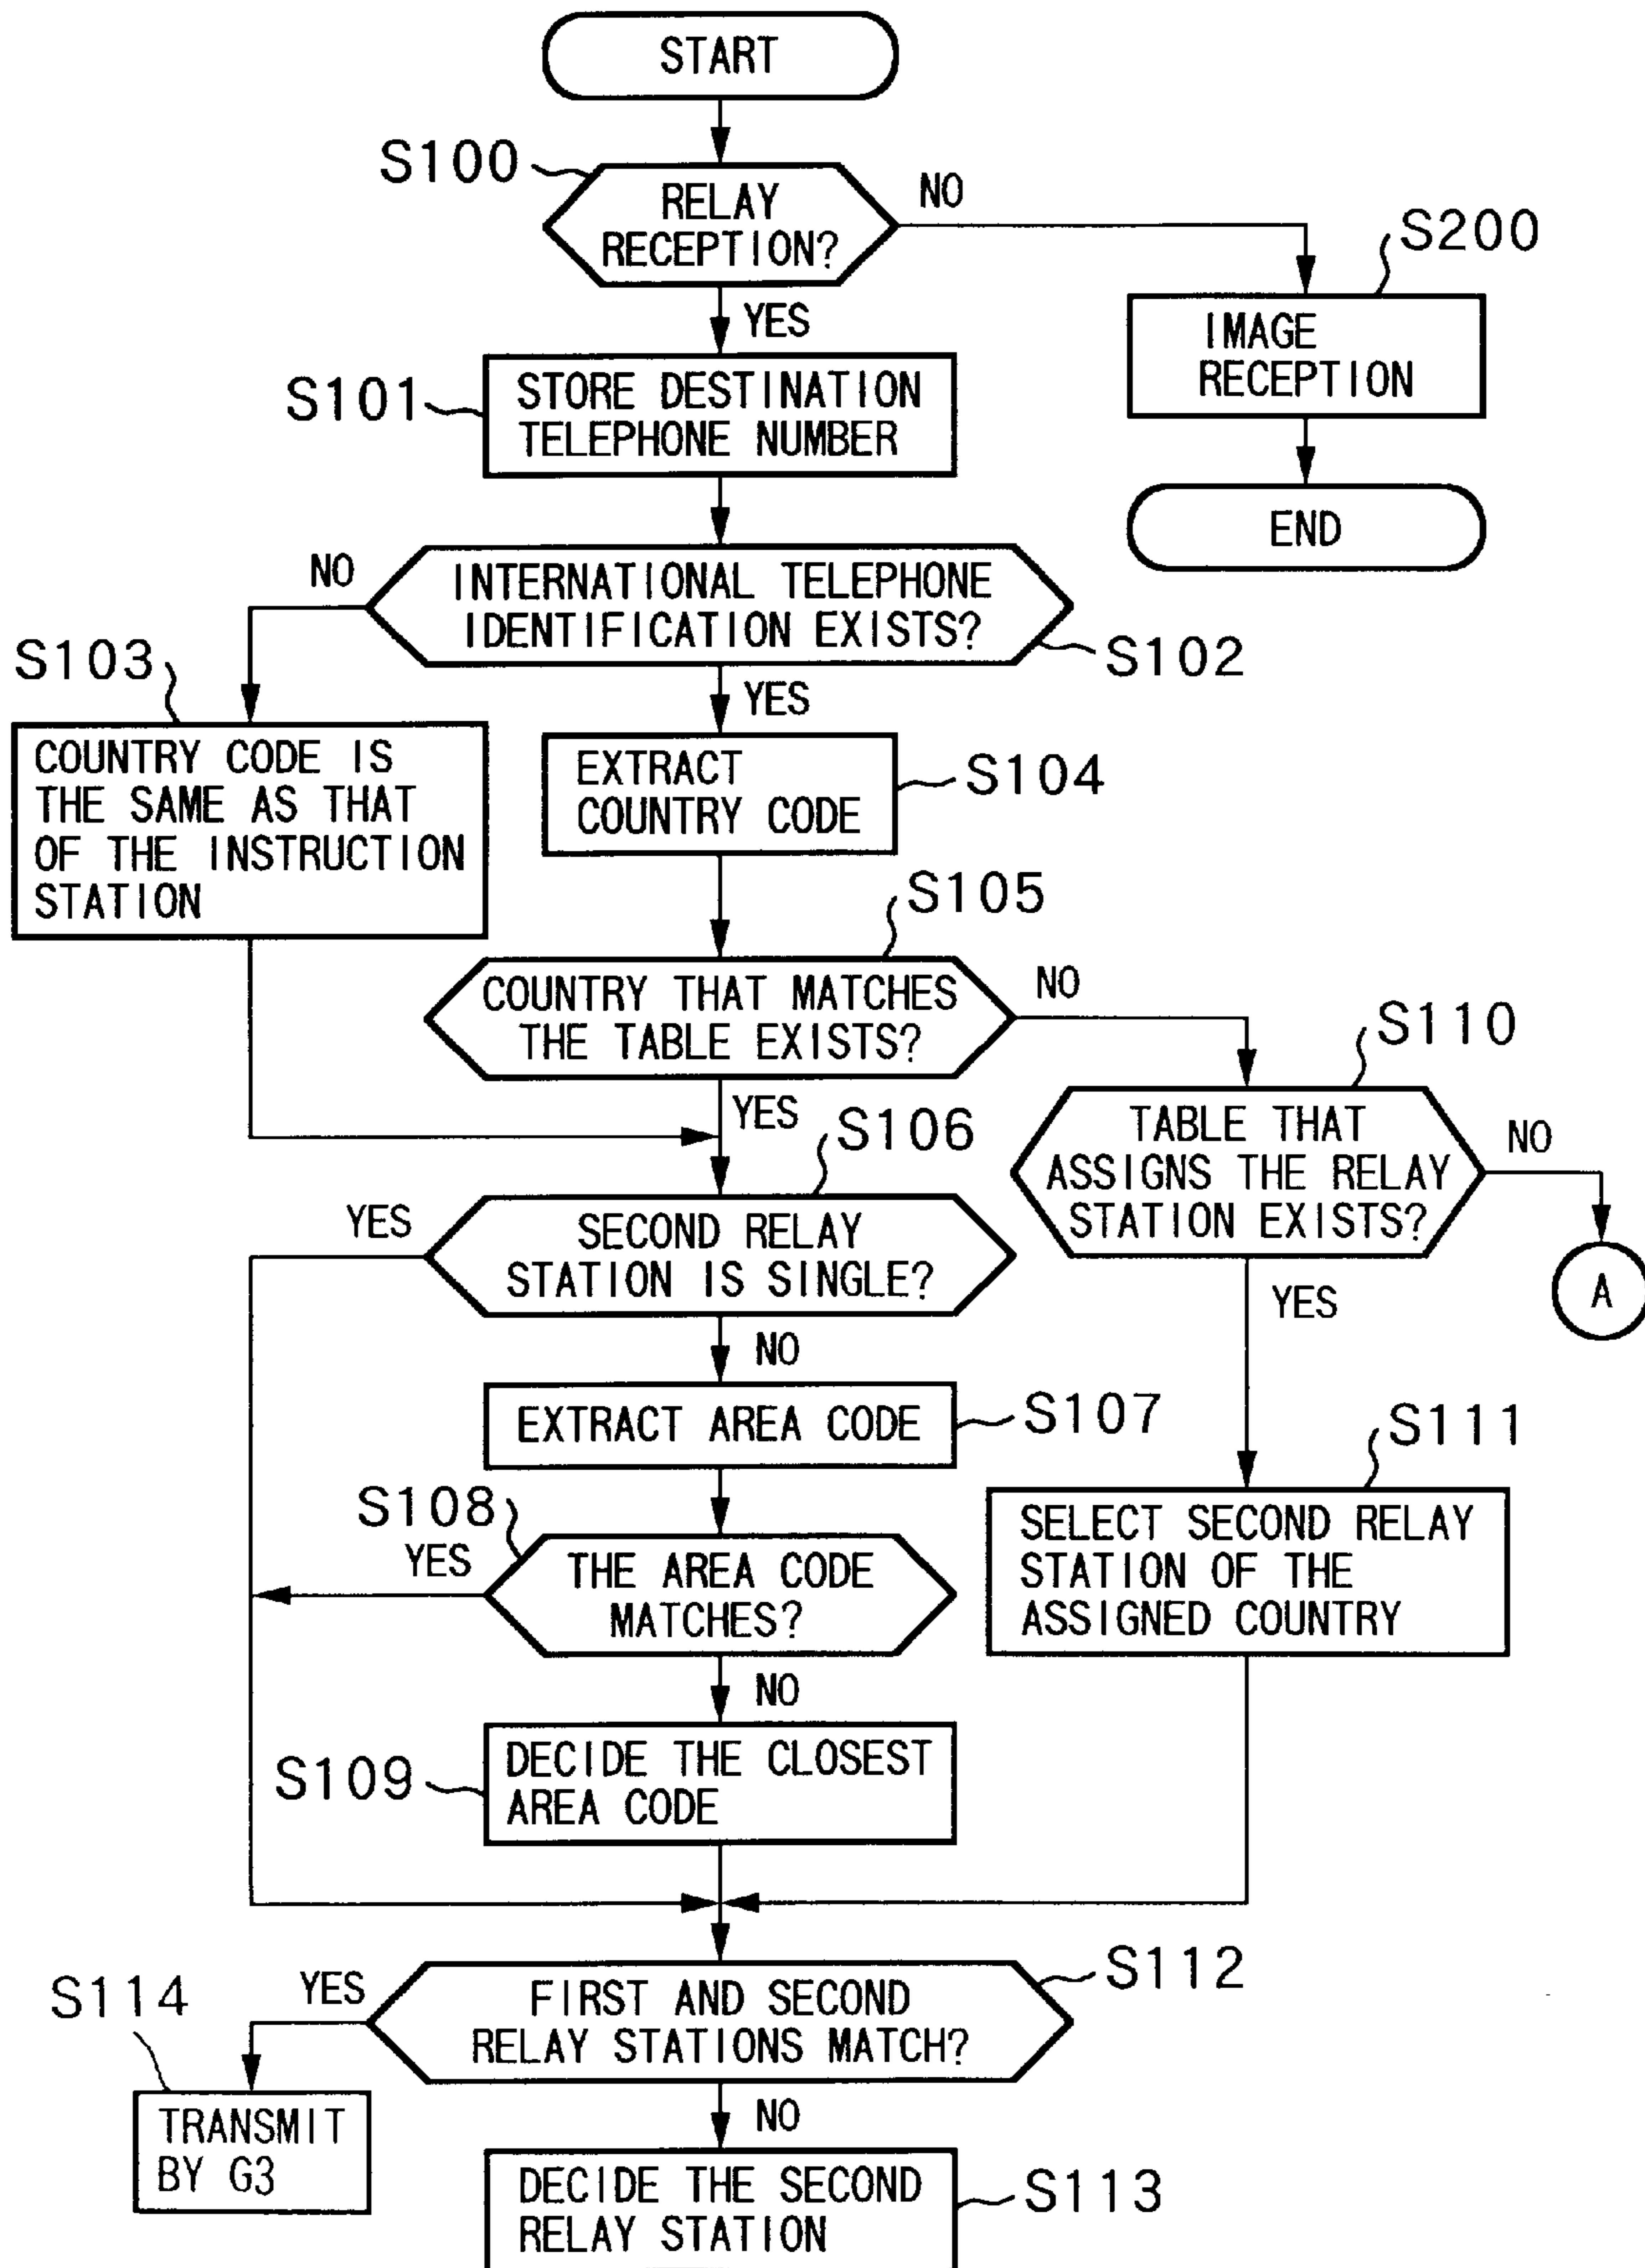 START
S100
RELAY
RECEPTION?
NO
S200
YES
IMAGE
RECEPTION
S101
STORE DESTINATION
TELEPHONE NUMBER
END
NO
INTERNATIONAL TELEPHONE
IDENTIFICATION EXISTS?
S102
S103
YES
COUNTRY CODE IS
THE SAME AS THAT
OF THE INSTRUCTION
STATION
EXTRACT
COUNTRY CODE
S104
S105
COUNTRY THAT MATCHES
THE TABLE EXISTS?
NO
S110
YES
S106
TABLE THAT
ASSIGNS THE RELAY
STATION EXISTS?
NO
A
YES
SECOND RELAY
STATION IS SINGLE?
YES
NO
EXTRACT AREA CODE
S107
S111
S108
YES
THE AREA CODE
MATCHES?
SELECT SECOND RELAY
STATION OF THE
ASSIGNED COUNTRY
NO
S109
DECIDE THE CLOSEST
AREA CODE
S112
S114
YES
FIRST AND SECOND
RELAY STATIONS MATCH?
NO
TRANSMIT
BY G3
DECIDE THE SECOND
RELAY STATION
S113